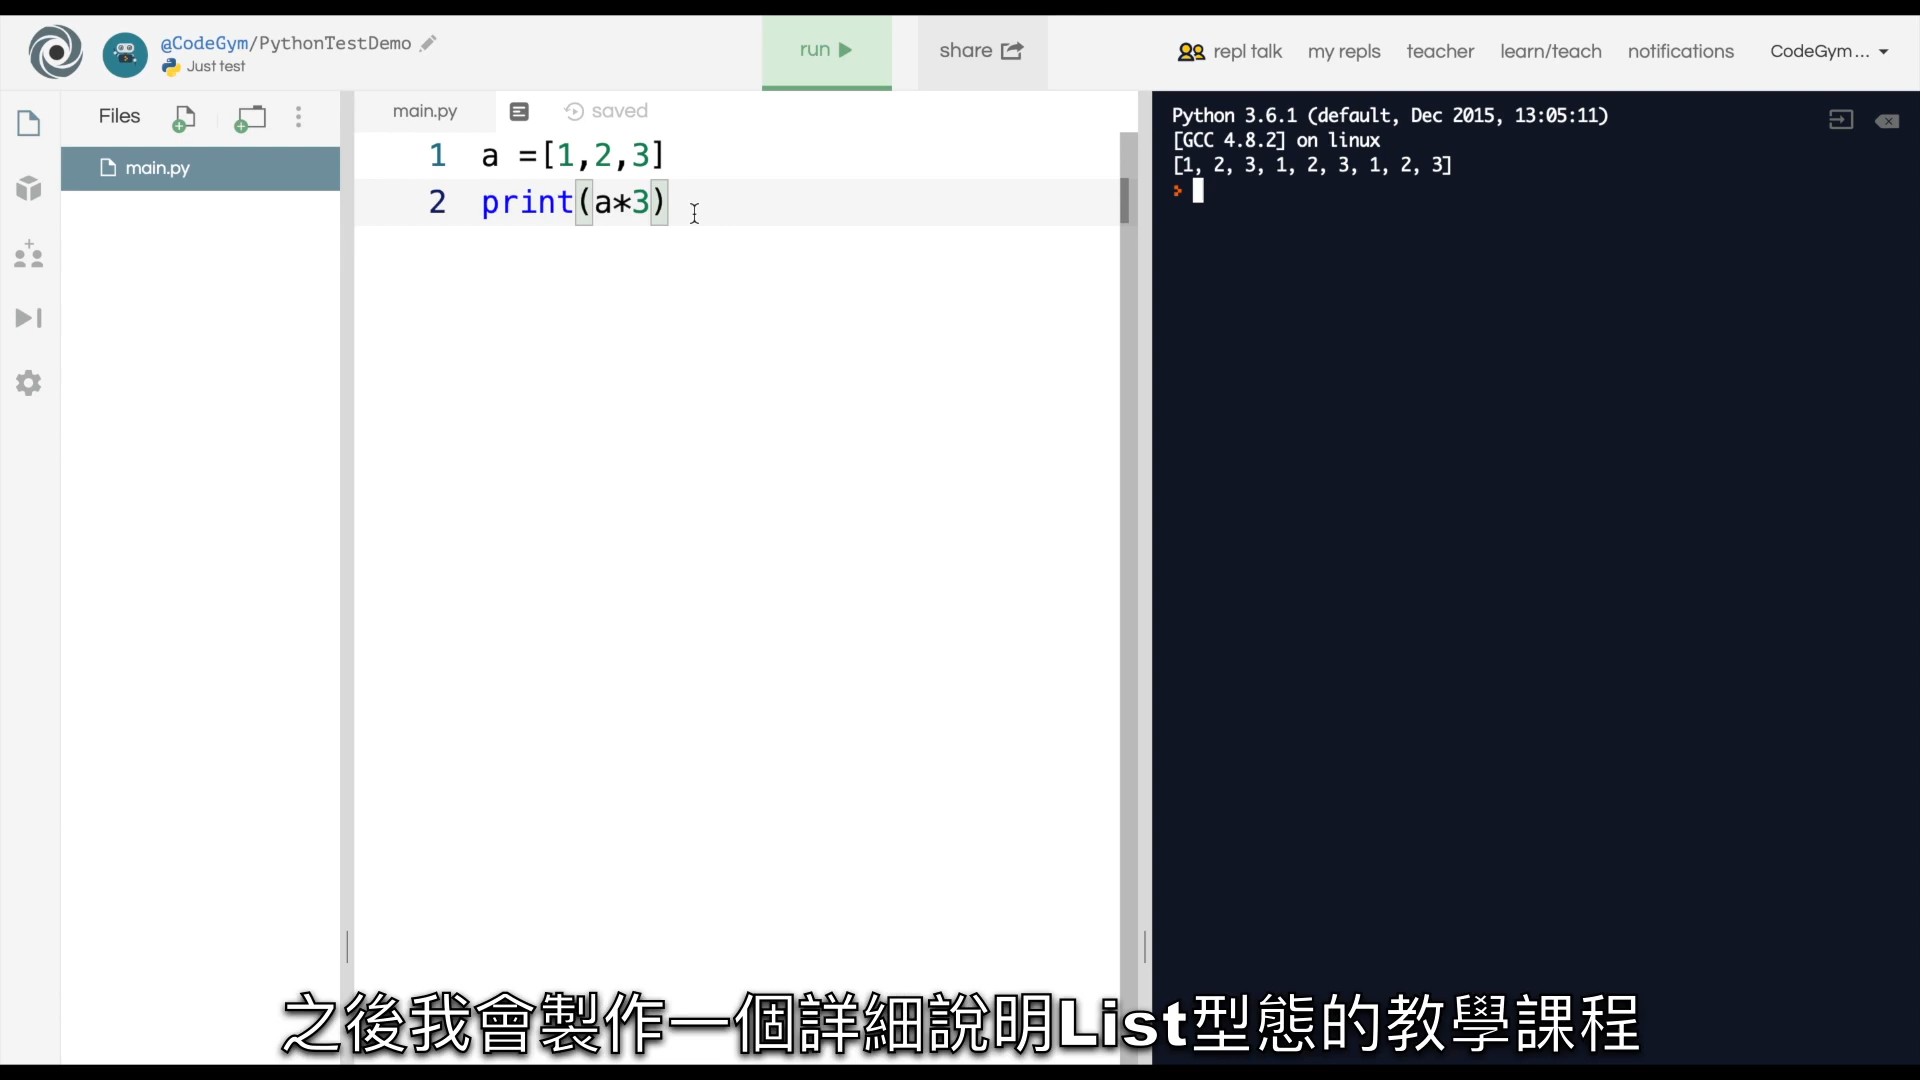 @CodeGym/PythonTestDemo
Just test
run
share
repl talk
my repls
teacher
learn/teach
notifications
CodeGym...
Files
main.py
main.py
saved
1 a =[1,2,3]
2 print(a*3)
Python 3.6.1 (default, Dec 2015, 13:05:11)
[GCC 4.8.2] on linux
[1, 2, 3, 1, 2, 3, 1, 2, 3]
之後我會製作一個詳細說明List型態的教學課程